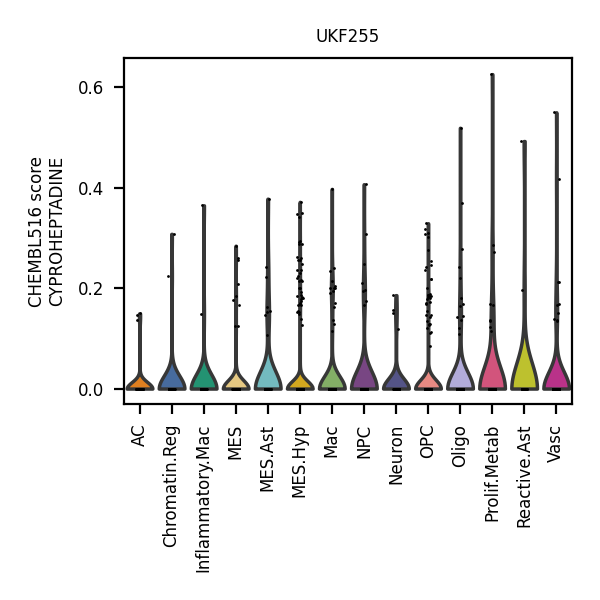 UKF255
CHEMBL516 score
CYPROHEPTADINE
0.6
0.4
0.2
0.0
AC
Chromatin.Reg
Inflammatory.Mac
MES
MES.Ast
MES.Hyp
Mac
NPC
Neuron
OPC
Oligo
Prolif.Metab
Reactive.Ast
Vasc